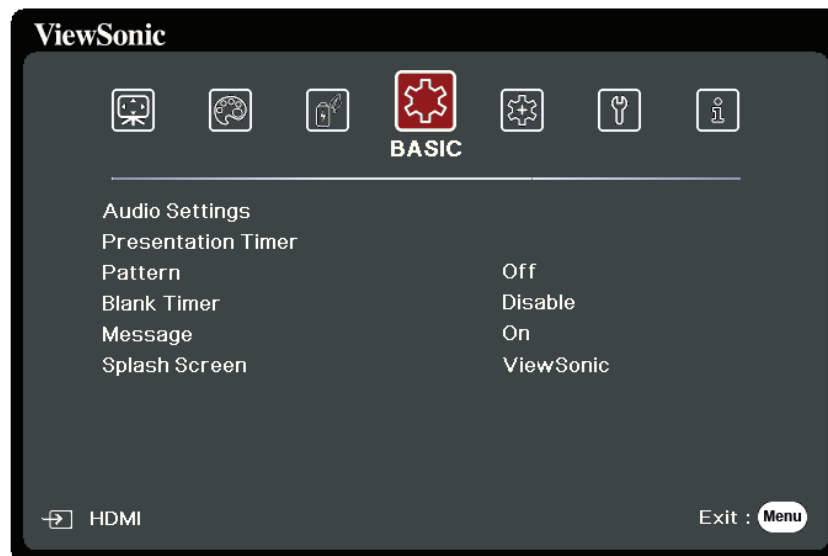 ViewSonic
BASIC
Audio Settings
Presentation Timer
Pattern Off
Blank Timer Disable
Message On
Splash Screen ViewSonic
HDMI Exit : Menu